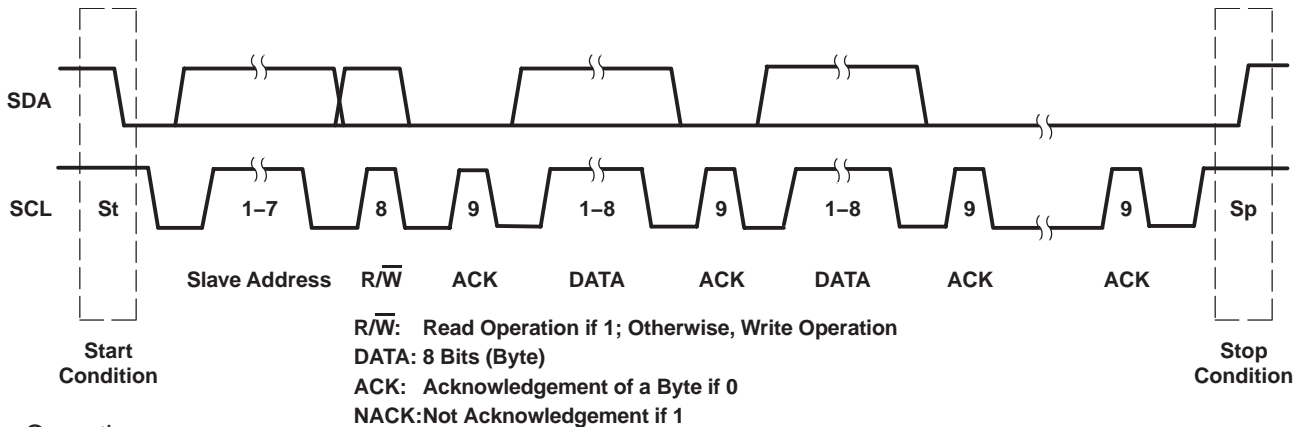 SDA
SCL St 1–7 8 9 1–8 9 1–8 9 9 Sp
Slave Address R/W̅ ACK DATA ACK DATA ACK ACK
Start
Condition
R/W̅: Read Operation if 1; Otherwise, Write Operation
DATA: 8 Bits (Byte)
ACK: Acknowledgement of a Byte if 0
NACK:Not Acknowledgement if 1
Stop
Condition